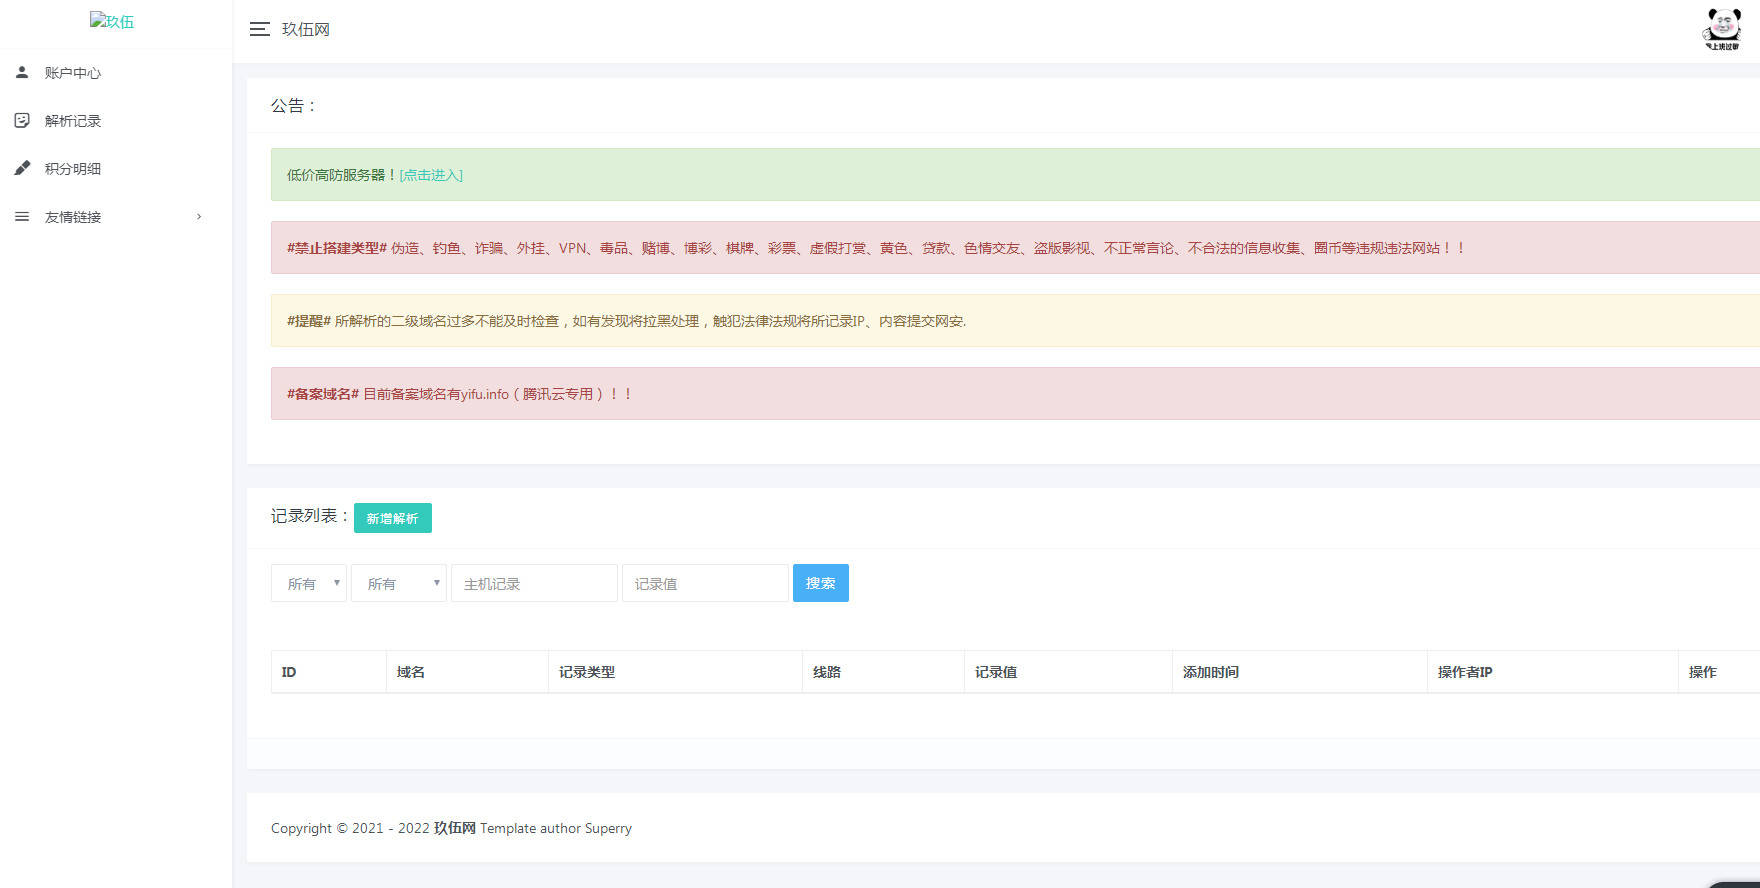 玖伍
玖伍网
上班过敏
账户中心
解析记录
积分明细
友情链接
公告：
低价高防服务器！[点击进入]
#禁止搭建类型# 伪造、钓鱼、诈骗、外挂、VPN、毒品、赌博、博彩、棋牌、彩票、虚假打赏、黄色、贷款、色情交友、盗版影视、不正常言论、不合法的信息收集、圈币等违规违法网站！！
#提醒# 所解析的二级域名过多不能及时检查，如有发现将拉黑处理，触犯法律法规将所记录IP、内容提交网安.
#备案域名# 目前备案域名有yifu.info（腾讯云专用）！！
记录列表： 新增解析
所有 所有 主机记录 记录值 搜索
ID 域名 记录类型 线路 记录值 添加时间 操作者IP 操作
Copyright © 2021 - 2022 玖伍网 Template author Superry